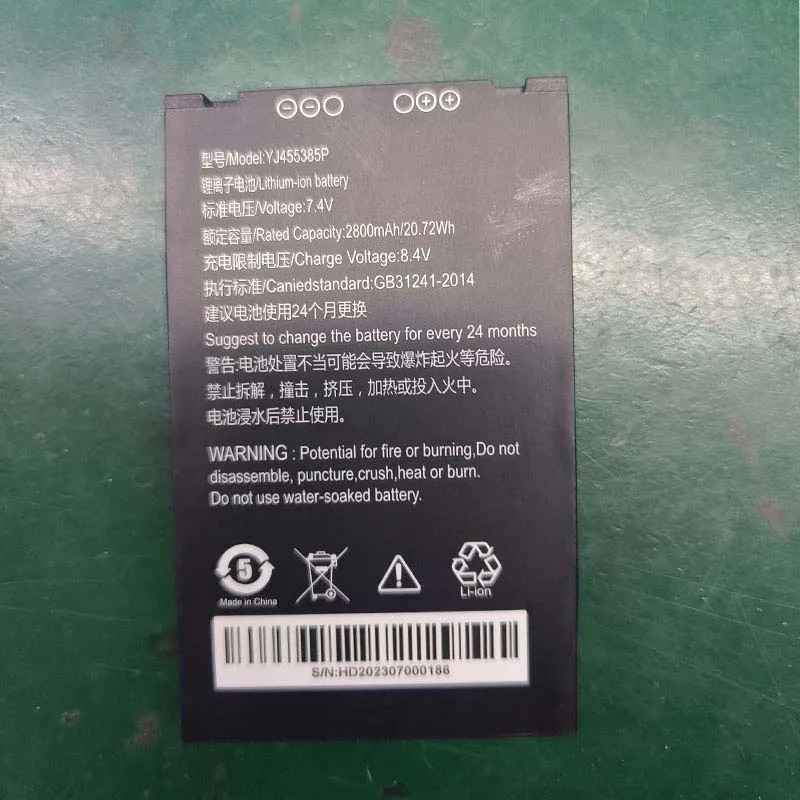 型号/Model:YJ455385P
锂离子电池/Lithium-ion battery
标准电压/Voltage:7.4V
额定容量/Rated Capacity:2800mAh/20.72Wh
充电限制电压/Charge Voltage:8.4V
执行标准/Caniedstandard:GB31241-2014
建议电池使用24个月更换
Suggest to change the battery for every 24 months
警告:电池处置不当可能会导致爆炸起火等危险。
禁止拆解，撞击，挤压，加热或投入火中。
电池浸水后禁止使用。
WARNING : Potential for fire or burning,Do not
disassemble, puncture,crush,heat or burn.
Do not use water-soaked battery.
5
Made in China
Li-ion
S/N:HD202307000186